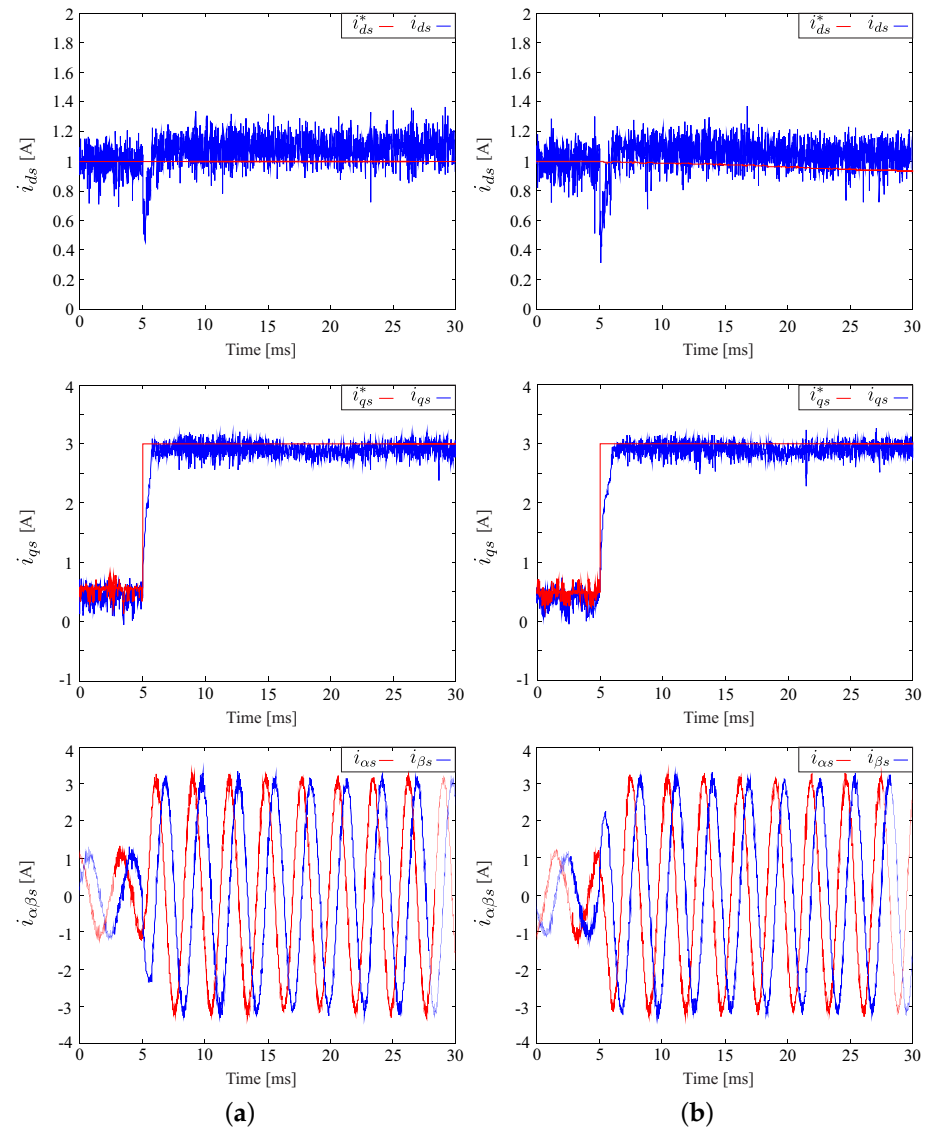 2
i*ds i ds
1.8
1.6
1.4
1.2
1
0.8
0.6
0.4
0.2
0
ids [A]
0 5 10 15 20 25 30
Time [ms]
2
i*ds ids
1.8
1.6
1.4
1.2
1
0.8
0.6
0.4
0.2
0
ids [A]
0 5 10 15 20 25 30
Time [ms]
4
i*qs iqs
3
2
1
0
-1
iqs [A]
0 5 10 15 20 25 30
Time [ms]
4
i*qs iqs
3
2
1
0
-1
iqs [A]
0 5 10 15 20 25 30
Time [ms]
4
iαs iβs
3
2
1
0
-1
-2
-3
-4
iαβs [A]
0 5 10 15 20 25 30
Time [ms]
(a)
4
iαs iβs
3
2
1
0
-1
-2
-3
-4
iαβs [A]
0 5 10 15 20 25 30
Time [ms]
(b)